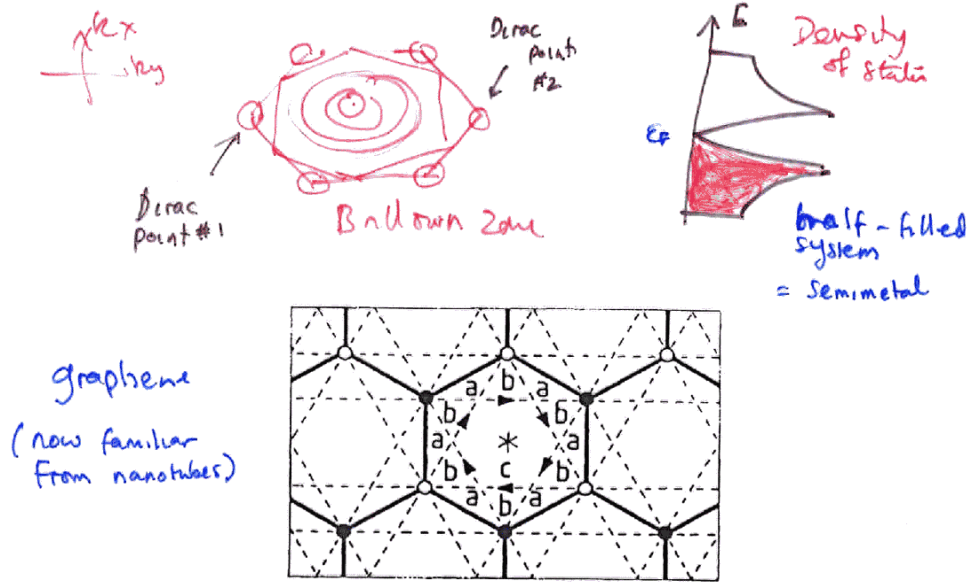 kx
ky
Dirac
point
#2
Dirac
point #1
Brillouin Zone
E
Density
of states
EF
half-filled
system
= semimetal
graphene
(now familiar
from nanotubes)
b
a b a
b b
a * a
b c b
a a
b